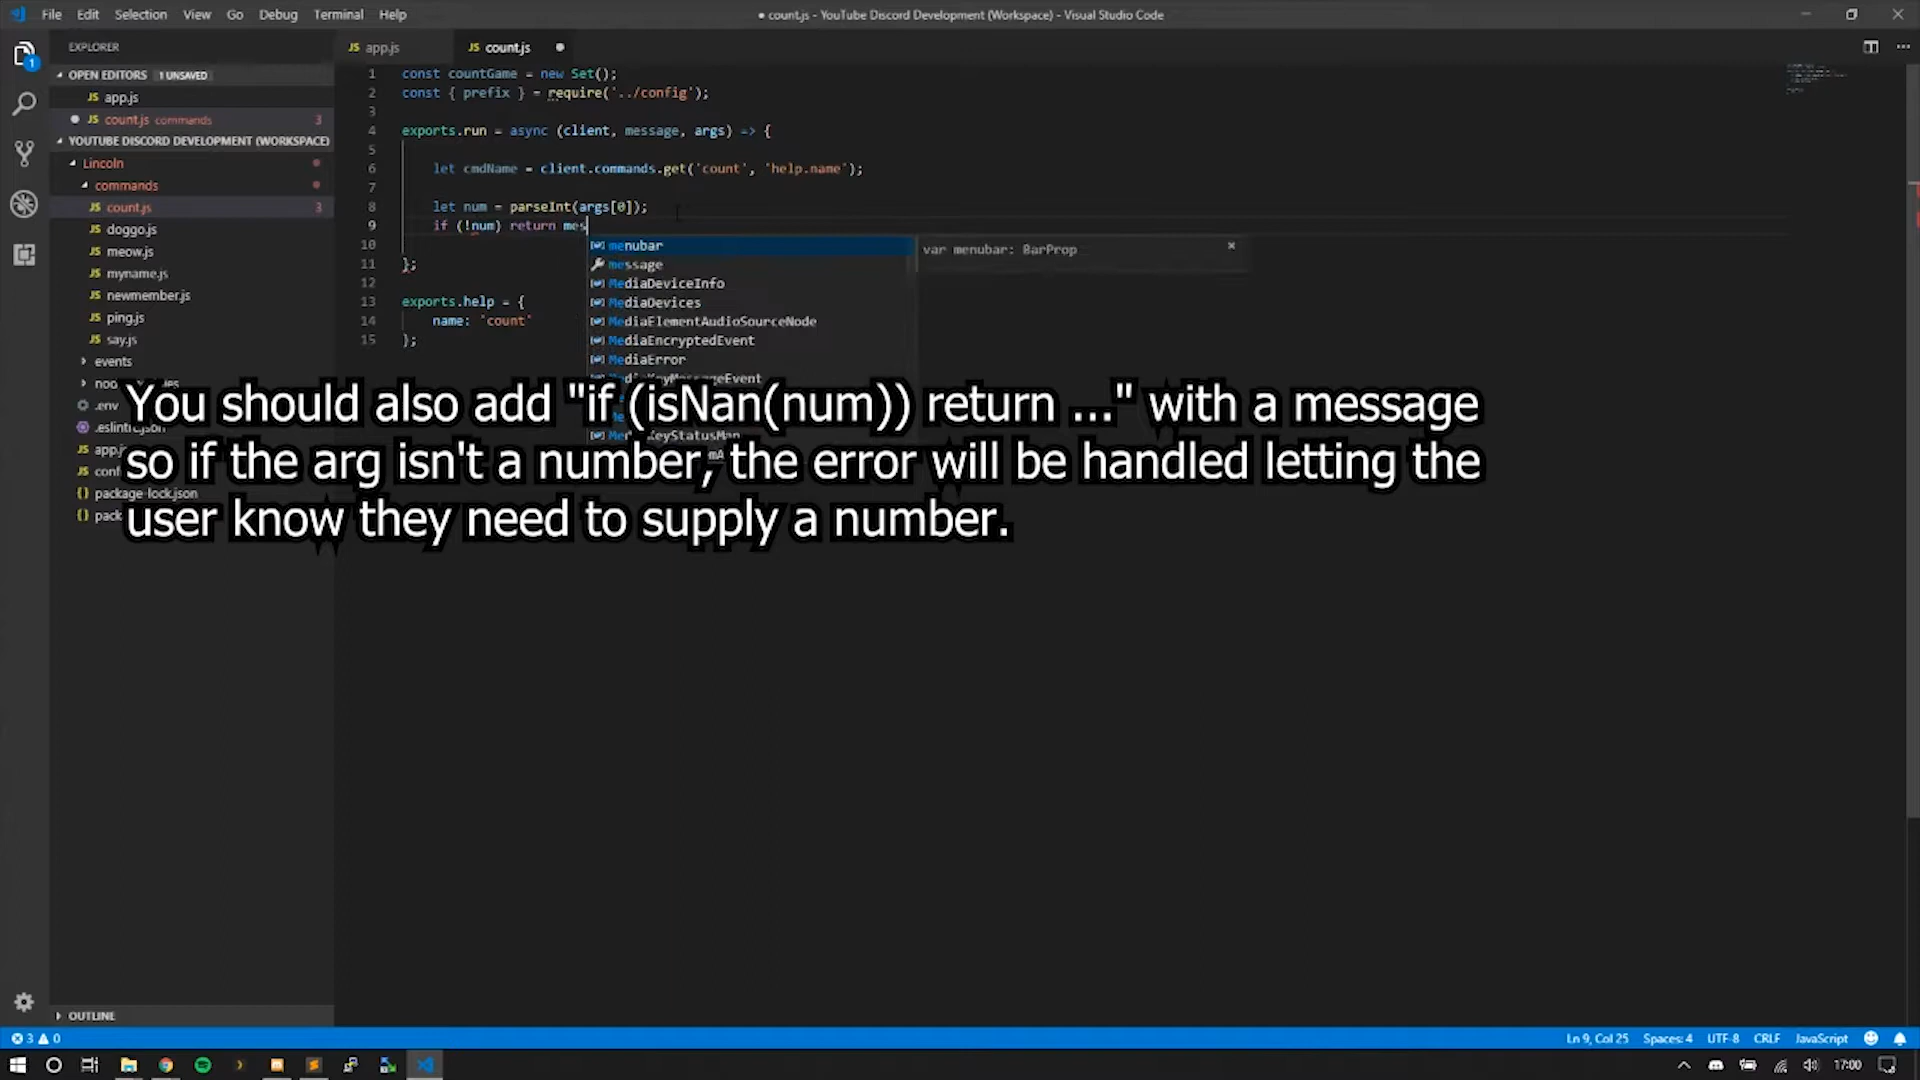 File Edit Selection View Go Debug Terminal Help
● count.js - YouTube Discord Development (Workspace) - Visual Studio Code
EXPLORER
OPEN EDITORS 1 UNSAVED
JS app.js
JS count.js commands 3
YOUTUBE DISCORD DEVELOPMENT (WORKSPACE)
Lincoln
commands
JS count.js 3
JS doggo.js
JS meow.js
JS myname.js
JS newmember.js
JS ping.js
JS say.js
events
.env
.eslintrc.json
{} package-lock.json
OUTLINE
JS app.js JS count.js
1 const countGame = new Set();
2 const { prefix } = require('../config');
3
4 exports.run = async (client, message, args) => {
5
6 let cmdName = client.commands.get('count', 'help.name');
7
8 let num = parseInt(args[0]);
9 if (!num) return mes
10
11 };
12
13 exports.help = {
14 name: 'count'
15 };
menubar
message
MediaDeviceInfo
MediaDevices
MediaElementAudioSourceNode
MediaEncryptedEvent
MediaError
MediaKeyMessageEvent
var menubar: BarProp
You should also add "if (isNan(num)) return ..." with a message
so if the arg isn't a number, the error will be handled letting the
user know they need to supply a number.
3 0
Ln 9, Col 25 Spaces: 4 UTF-8 CRLF JavaScript
17:00